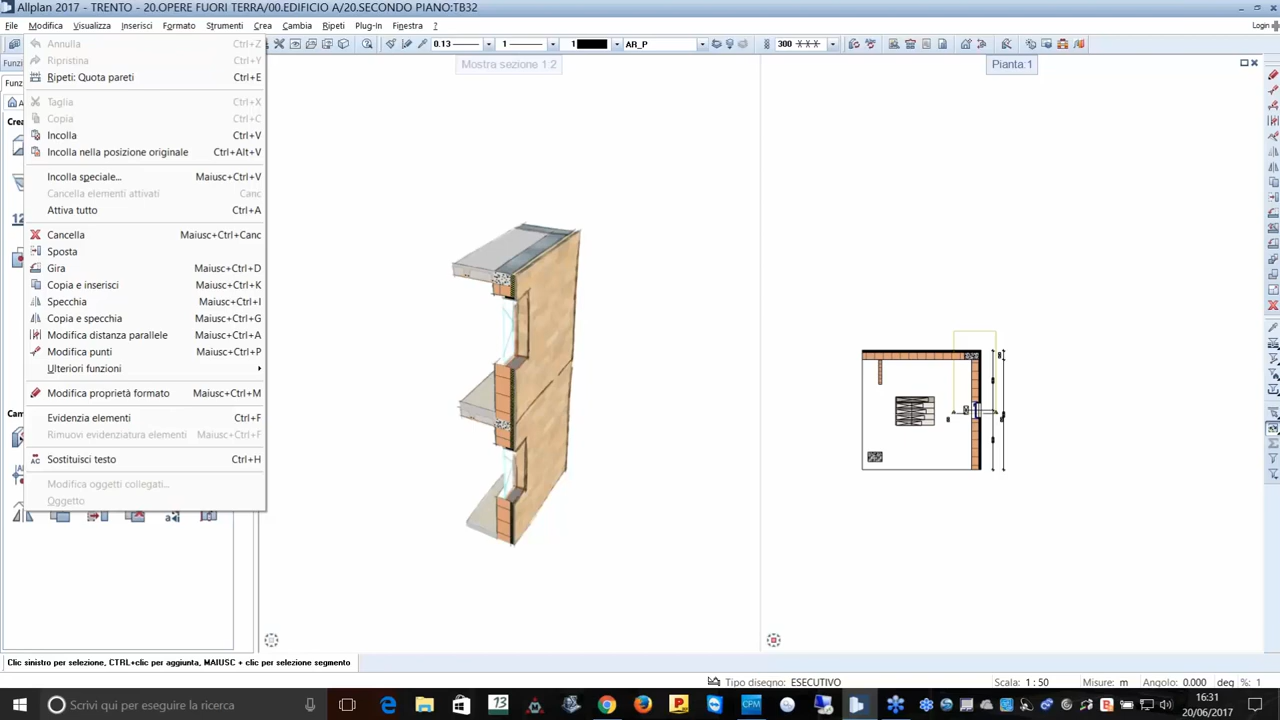 Allplan 2017 - TRENTO - 20.OPERE FUORI TERRA/00.EDIFICIO A/20.SECONDO PIANO:TB32
File Modifica Visualizza Inserisci Formato Strumenti Crea Cambia Ripeti Plug-In Finestra ?
Login
0.13 1 1 AR_P 300
Funzi
Mostra sezione 1:2
Pianta:1
Annulla Ctrl+Z
Ripristina Ctrl+Y
Ripeti: Quota pareti Ctrl+E
Taglia Ctrl+X
Copia Ctrl+C
Incolla Ctrl+V
Incolla nella posizione originale Ctrl+Alt+V
Incolla speciale... Maiusc+Ctrl+V
Cancella elementi attivati Canc
Attiva tutto Ctrl+A
Cancella Maiusc+Ctrl+Canc
Sposta
Gira Maiusc+Ctrl+D
Copia e inserisci Maiusc+Ctrl+K
Specchia Maiusc+Ctrl+I
Copia e specchia Maiusc+Ctrl+G
Modifica distanza parallele Maiusc+Ctrl+A
Modifica punti Maiusc+Ctrl+P
Ulteriori funzioni
Modifica proprietà formato Maiusc+Ctrl+M
Evidenzia elementi Ctrl+F
Rimuovi evidenziatura elementi Maiusc+Ctrl+F
Sostituisci testo Ctrl+H
Modifica oggetti collegati...
Oggetto
Clic sinistro per selezione, CTRL+clic per aggiunta, MAIUSC + clic per selezione segmento
Tipo disegno: ESECUTIVO Scala: 1 : 50 Misure: m Angolo: 0.000 deg %: 1
Scrivi qui per eseguire la ricerca
13
CPM
16:31
20/06/2017